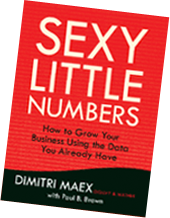 SEXY
LITTLE
NUMBERS
How to Grow Your
Business Using the Data
You Already Have
DIMITRI MAEX
with Paul B. Brown